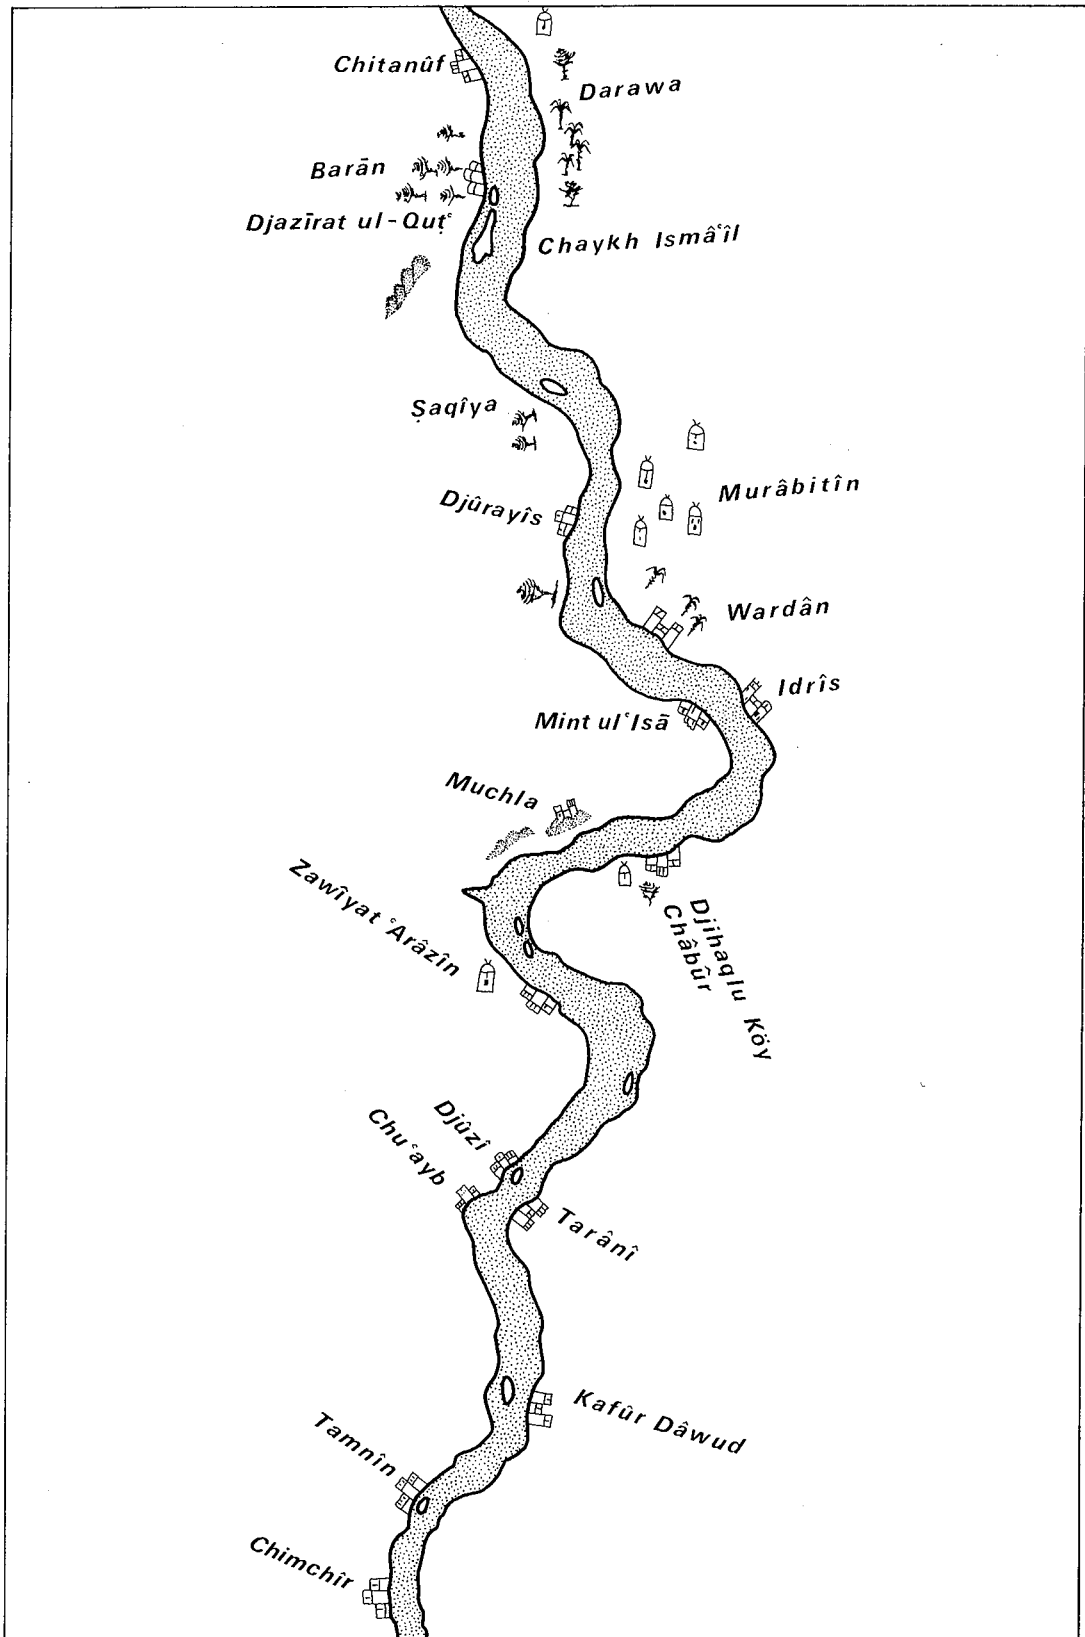 Chitanûf
Darawa
Barān
Djazīrat ul-Quṭʿ
Chaykh Ismâʿîl
Ṣaqîya
Murâbitîn
Djûrayîs
Wardân
Idrîs
Mint ulʿIsā
Muchla
Zawîyat ʿArâzîn
Djihaqlu Köy
Châbûr
Djûzî
Chuʿayb
Tarânî
Kafûr Dâwud
Tamnîn
Chimchîr